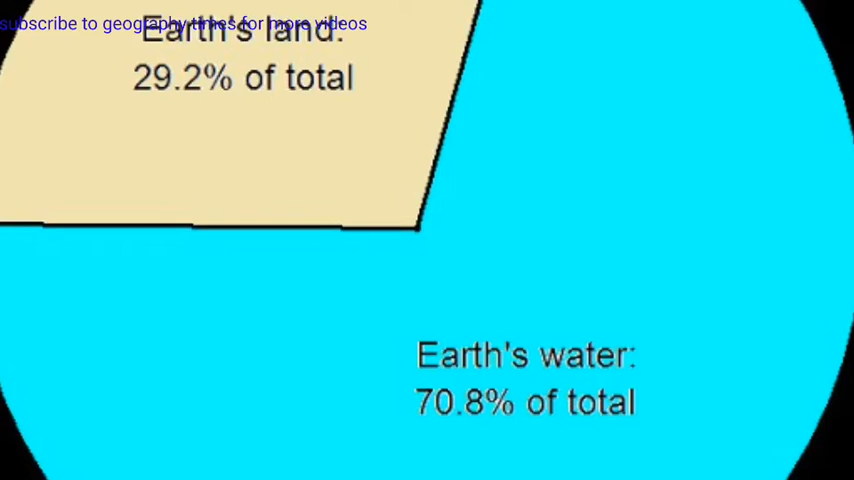 subscribe to geography times for more videos
Earth's land:
29.2% of total
Earth's water:
70.8% of total